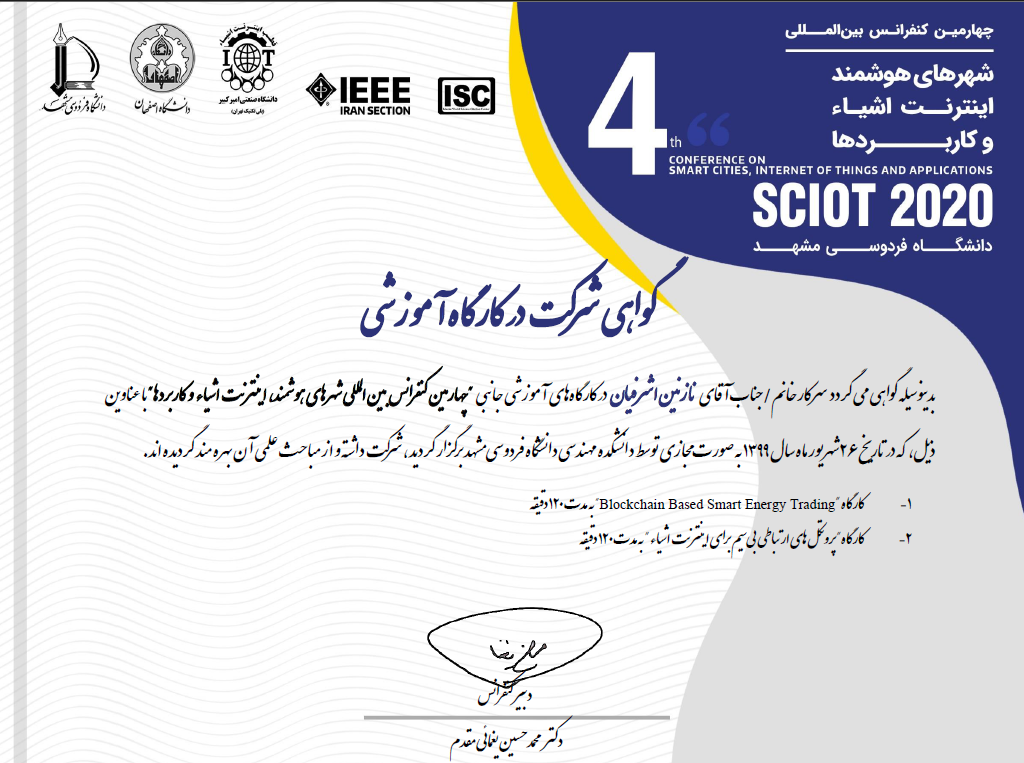 چهارمین کنفرانس بین‌المللی
شهرهای هوشمند
اینترنت اشیاء
و کاربردها
4th
CONFERENCE ON
SMART CITIES, INTERNET OF THINGS AND APPLICATIONS
SCIOT 2020
دانشگاه فردوسی مشهد
ISC
IEEE
IRAN SECTION
IOT
دانشگاه صنعتی امیرکبیر
(پلی تکنیک تهران)
دانشگاه اصفهان
دانشگاه فردوسی مشهد
گواهی شرکت در کارگاه آموزشی
بدینوسیله گواهی می گردد سرکار خانم / جناب آقای نازنین اشرفیان در کارگاه های آموزشی جانبی "چهارمین کنفرانس بین المللی شهرهای هوشمند، اینترنت اشیاء و کاربردها" با عناوین
ذیل، که در تاریخ ۲۶ شهریور ماه سال ۱۳۹۹ به صورت مجازی توسط دانشکده مهندسی دانشگاه فردوسی مشهد برگزار گردید، شرکت داشته و از مباحث علمی آن بهره مند گردیده اند.
۱- کارگاه "Blockchain Based Smart Energy Trading" به مدت ۱۲۰ دقیقه
۲- کارگاه "پروتکل های ارتباطی بی سیم برای اینترنت اشیاء" به مدت ۱۲۰ دقیقه
دبیر کنفرانس
دکتر محمد حسین یغمائی مقدم